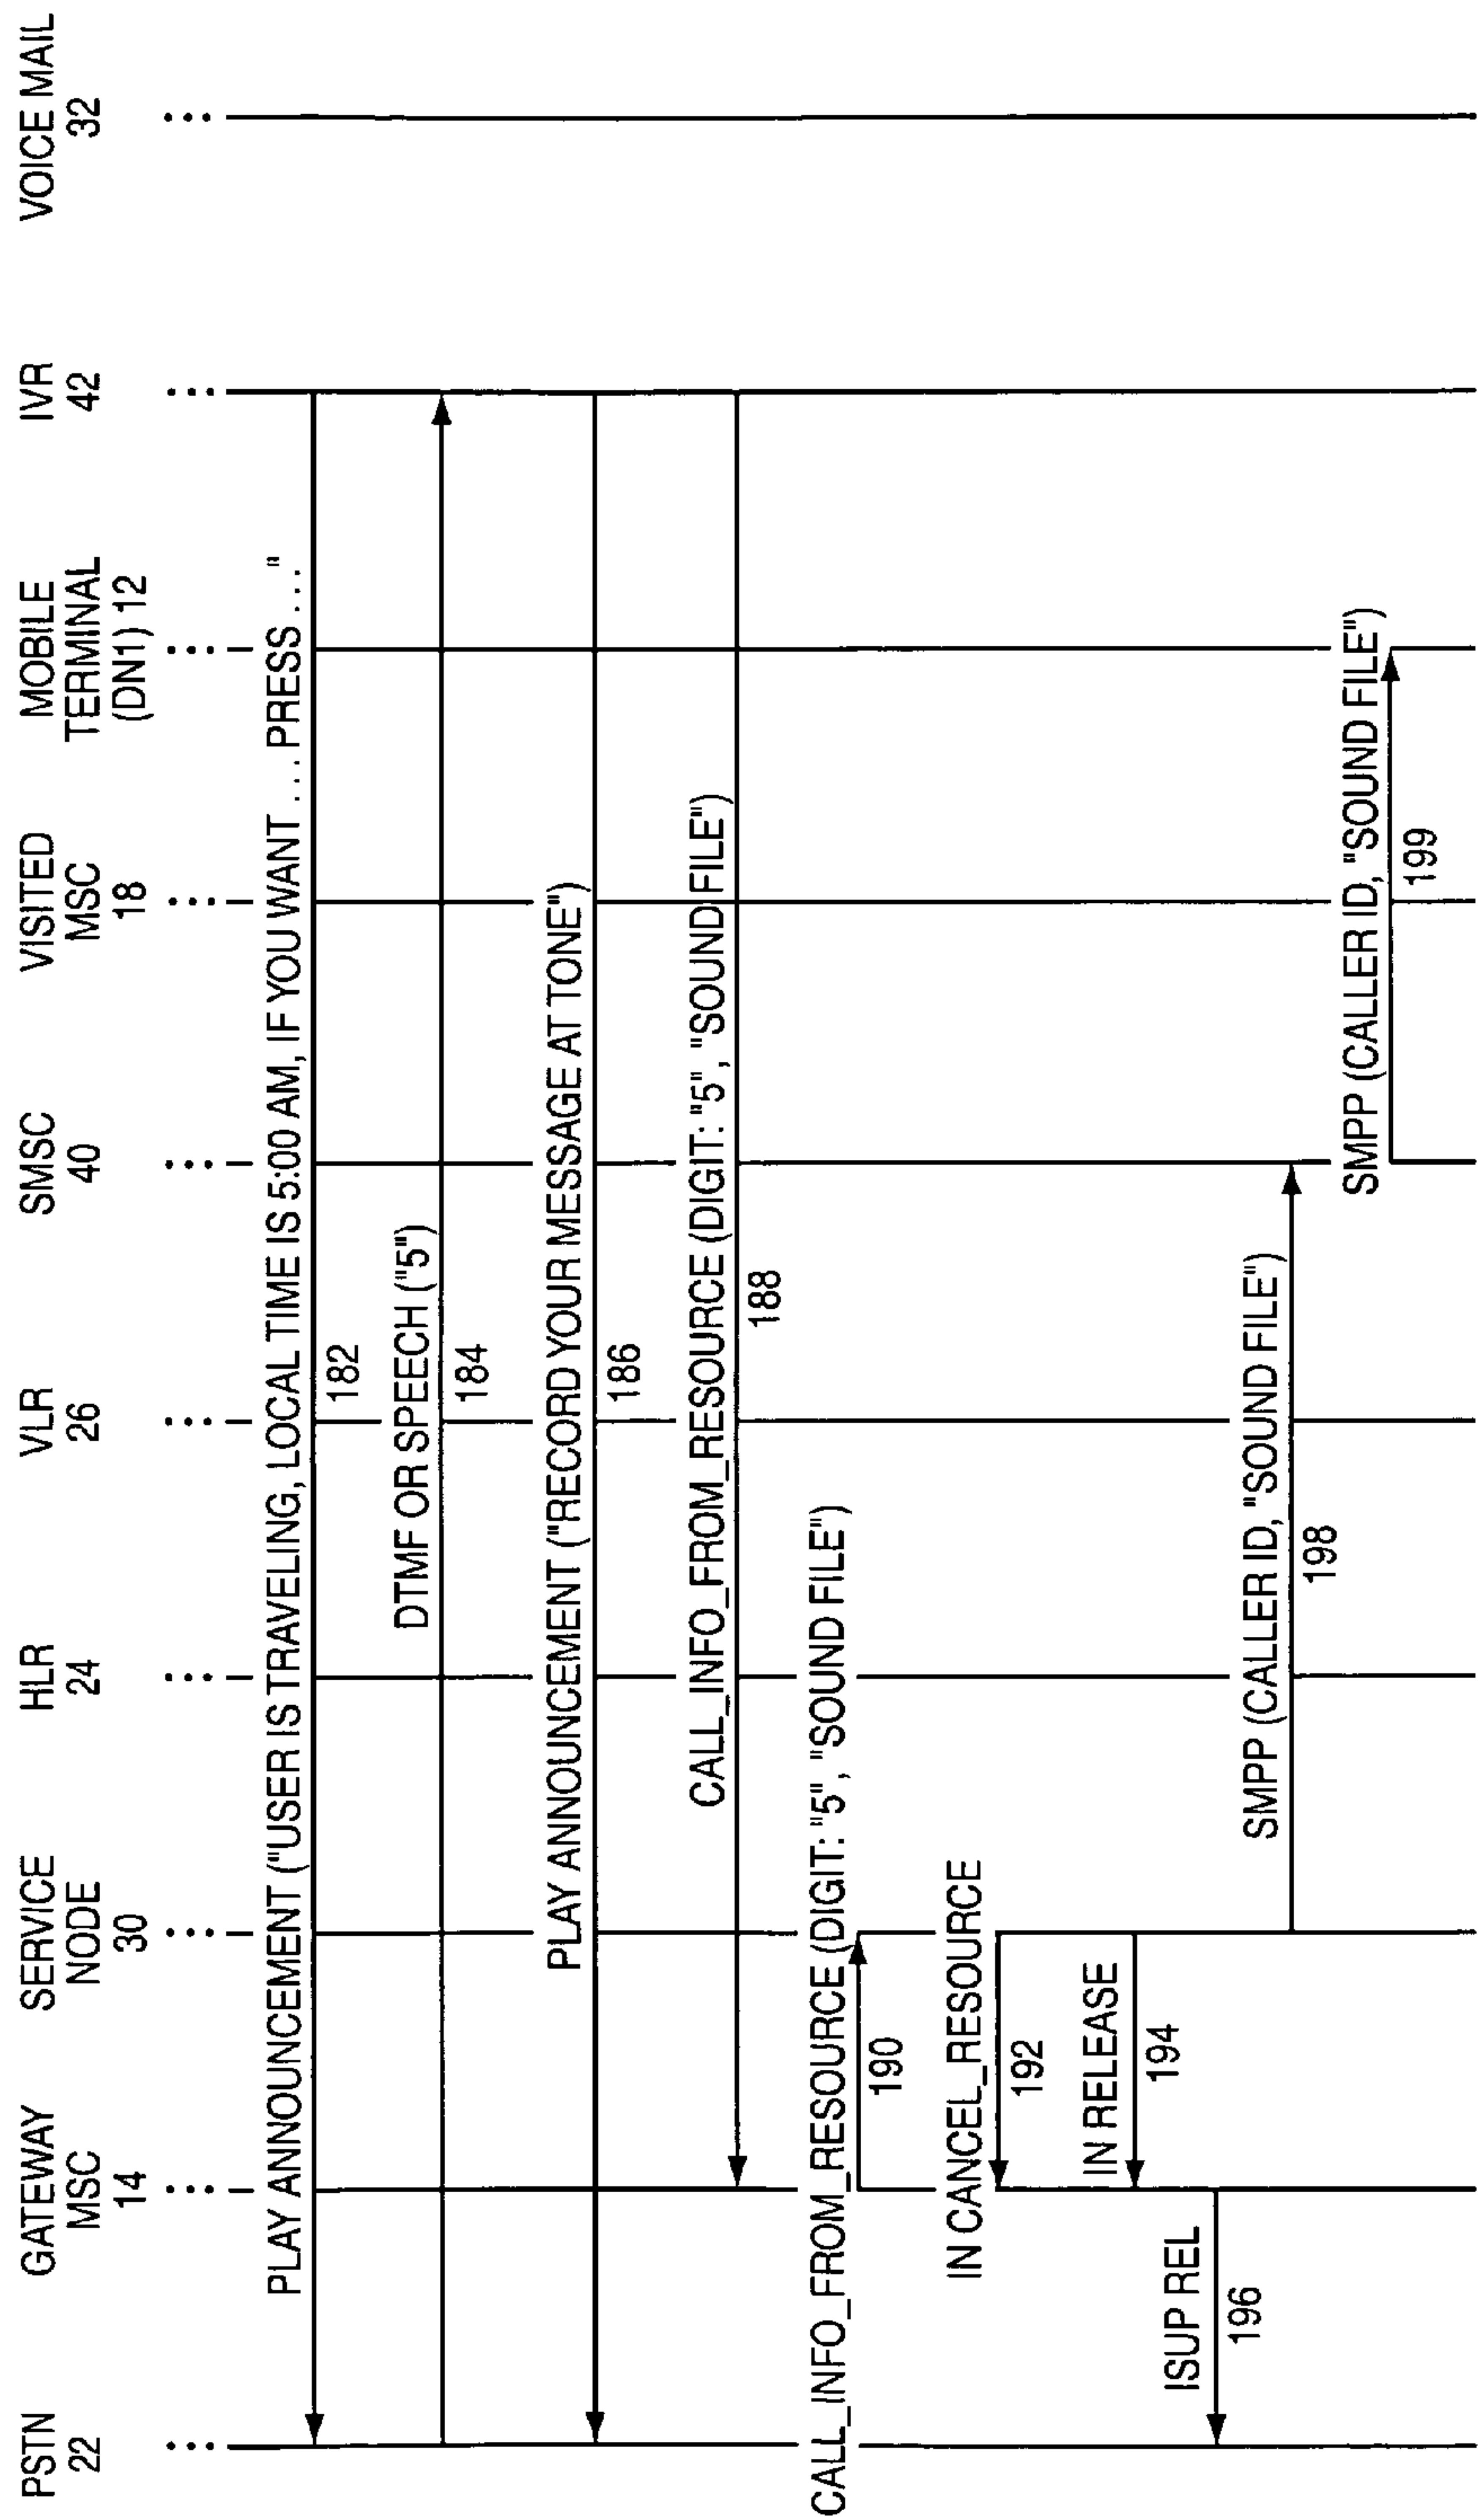 PSTN
22
GATEWAY
MSC
14
SERVICE
NODE
30
HLR
24
VLR
26
SMSC
40
VISITED
MSC
18
MOBILE
TERMINAL
(DN1) 12
IVR
42
VOICE MAIL
32
PLAY ANNOUNCEMENT ("USER IS TRAVELING, LOCAL TIME IS 5:00 AM, IF YOU WANT .... PRESS ... "
182
DTMF OR SPEECH ("5")
184
PLAY ANNOUNCEMENT ("RECORD YOUR MESSAGE AT TONE")
186
CALL_INFO_FROM_RESOURCE (DIGIT: "5", "SOUND FILE")
188
CALL_INFO_FROM_RESOURCE (DIGIT: "5", "SOUND FILE")
190
IN CANCEL_RESOURCE
192
IN RELEASE
194
ISUP REL
196
SMPP (CALLER ID, "SOUND FILE")
198
SMPP (CALLER ID, "SOUND FILE")
199